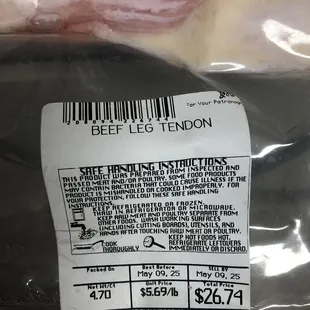 for Your Patronag
BEEF LEG TENDON
SAFE HANDLING INSTRUCTIONS
THIS PRODUCT WAS PREPARED FROM INSPECTED AND
PASSED MEAT AND/OR POULTRY. SOME FOOD PRODUCTS
MAY CONTAIN BACTERIA THAT COULD CAUSE ILLNESS IF THE
PRODUCT IS MISHANDLED OR COOKED IMPROPERLY. FOR
YOUR PROTECTION, FOLLOW THESE SAFE HANDLING
INSTRUCTIONS.
KEEP REFRIGERATED OR FROZEN.
THAW IN REFRIGERATOR OR MICROWAVE.
KEEP RAW MEAT AND POULTRY SEPARATE FROM
OTHER FOODS. WASH WORKING SURFACES
(INCLUDING CUTTING BOARDS), UTENSILS, AND
HANDS AFTER TOUCHING RAW MEAT OR POULTRY.
COOK THOROUGHLY.
KEEP HOT FOODS HOT.
REFRIGERATE LEFTOVERS
IMMEDIATELY OR DISCARD.
Packed On Best Before SELL BY
May 09, 25 May 09, 25
Net Wt/Ct Unit Price Total Price
4.70 $5.69/lb $26.74